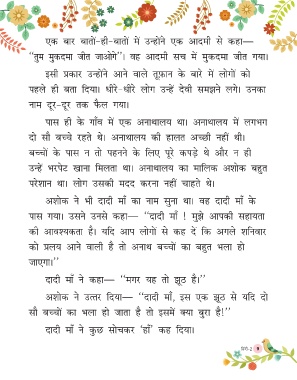 एक बार बातों-ही-बातों में उन्होंने एक आदमी से कहा—
“तुम मुकदमा जीत जाओगे”। वह आदमी सच में मुकदमा जीत गया।
इसी प्रकार उन्होंने आने वाले तूफ़ान के बारे में लोगों को
पहले ही बता दिया। धीरे-धीरे लोग उन्हें देवी समझने लगे। उनका
नाम दूर-दूर तक फैल गया।
पास ही के गाँव में एक अनाथालय था। अनाथालय में लगभग
दो सौ बच्चे रहते थे। अनाथालय की हालत अच्छी नहीं थी।
बच्चों के पास न तो पहनने के लिए पूरे कपड़े थे और न ही
उन्हें भरपेट खाना मिलता था। अनाथालय का मालिक अशोक बहुत
परेशान था। लोग उसकी मदद करना नहीं चाहते थे।
अशोक ने भी दादी माँ का नाम सुना था। वह दादी माँ के
पास गया। उसने उनसे कहा— “दादी माँ ! मुझे आपकी सहायता
की आवश्यकता है। यदि आप लोगों से कह दें कि अगले शनिवार
को प्रलय आने वाली है तो अनाथ बच्चों का बहुत भला हो
जाएगा।”
दादी माँ ने कहा— “मगर यह तो झूठ है।”
अशोक ने उत्तर दिया— “दादी माँ, इस एक झूठ से यदि दो
सौ बच्चों का भला हो जाता है तो इसमें क्या बुरा है!”
दादी माँ ने कुछ सोचकर ‘हाँ’ कह दिया।